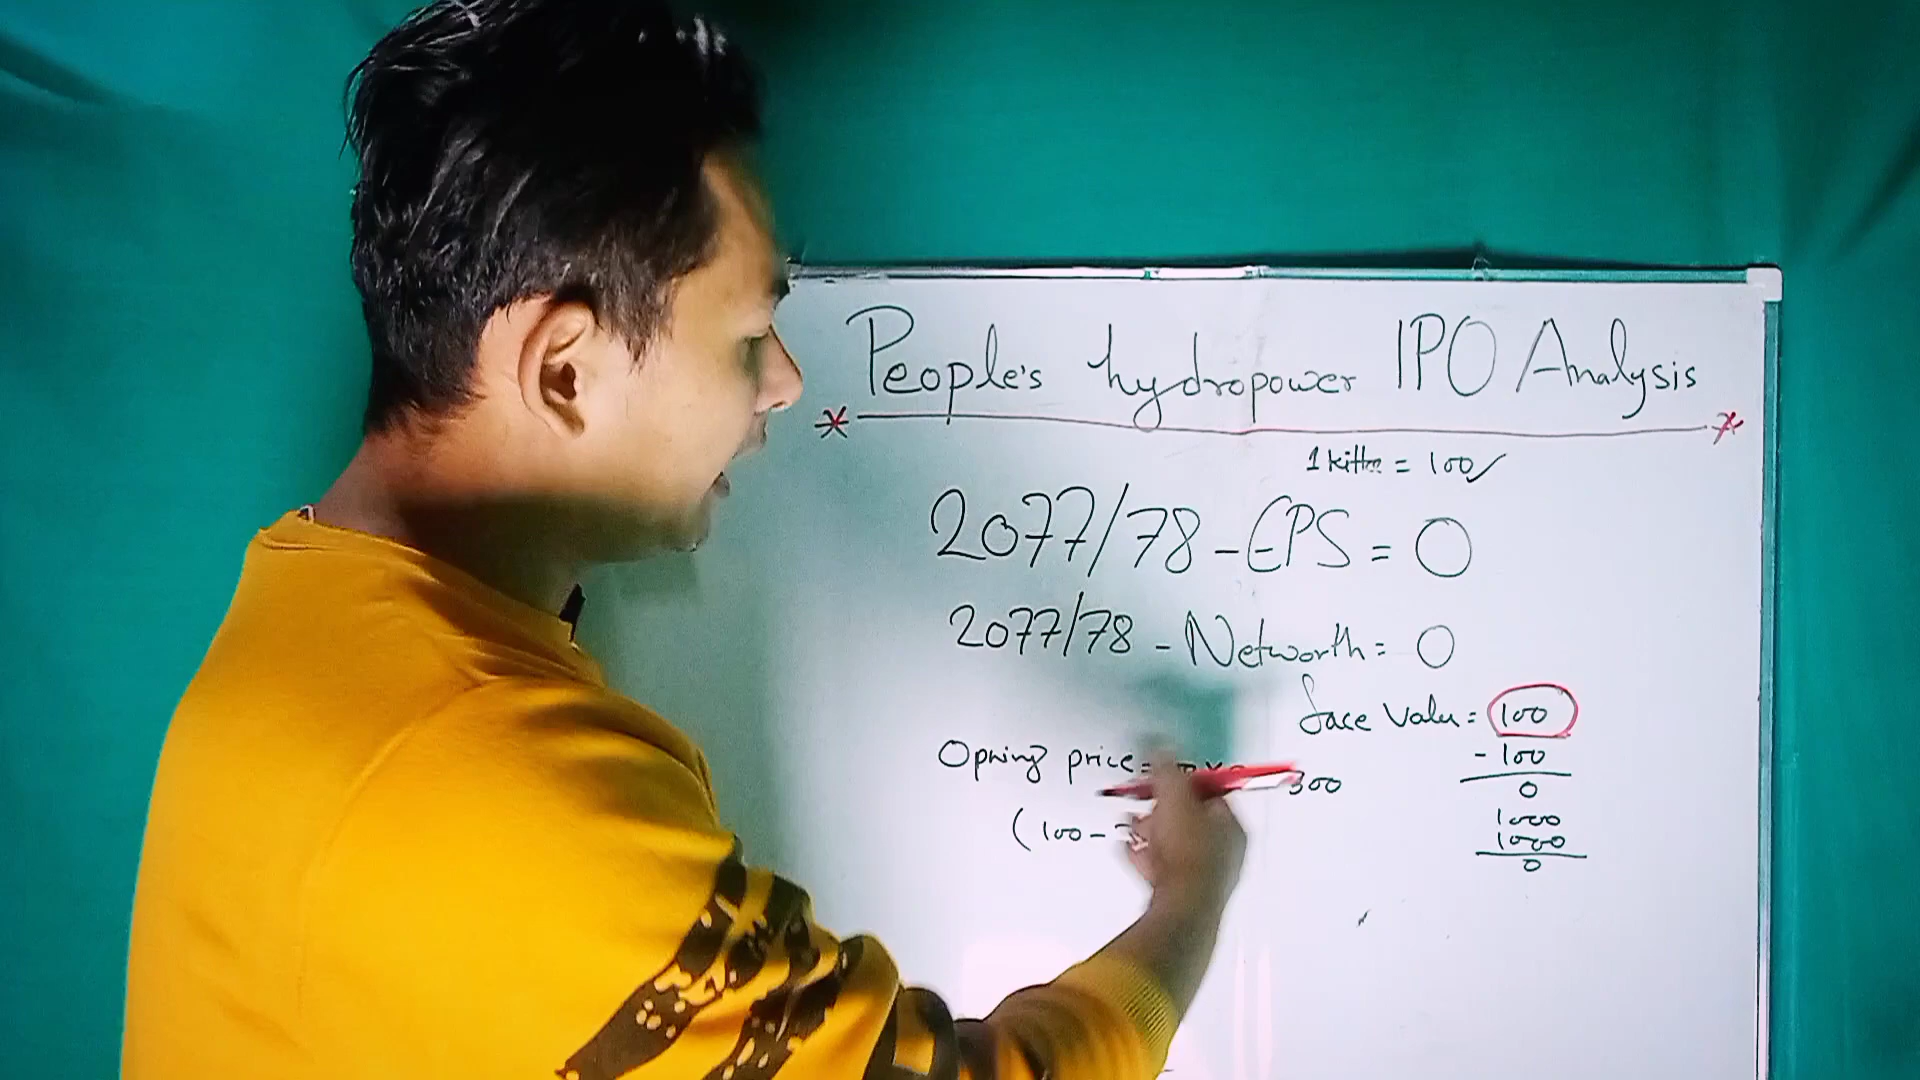 People's hydropower IPO Analysis
1 kitta = 100
2077/78 - EPS = 0
2077/78 - Networth = 0
face Valu = 100
- 100
0
Opning price = 300
(100 -
1000
1000
0